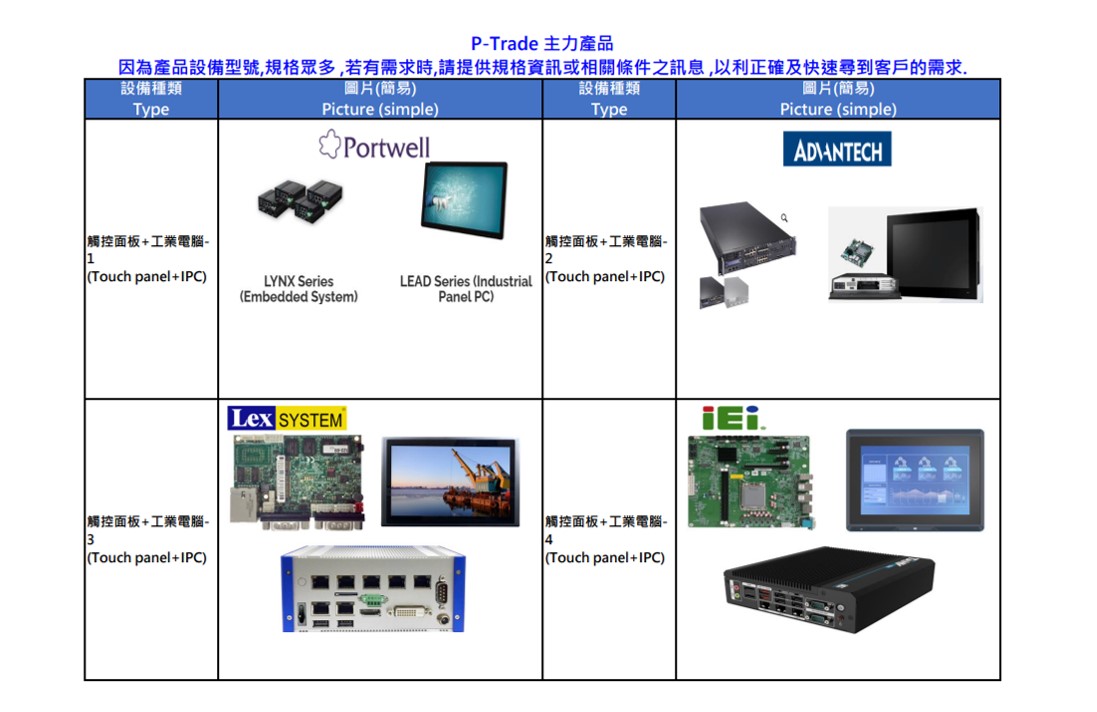 P-Trade 主力產品
因為產品設備型號,規格眾多,若有需求時,請提供規格資訊或相關條件之訊息,以利正確及快速尋到客戶的需求.
設備種類
Type
圖片(簡易)
Picture (simple)
設備種類
Type
圖片(簡易)
Picture (simple)
觸控面板+工業電腦-
1
(Touch panel+IPC)
Portwell
LYNX Series
(Embedded System)
LEAD Series (Industrial
Panel PC)
觸控面板+工業電腦-
2
(Touch panel+IPC)
ADVANTECH
觸控面板+工業電腦-
3
(Touch panel+IPC)
Lex SYSTEM
觸控面板+工業電腦-
4
(Touch panel+IPC)
iEi